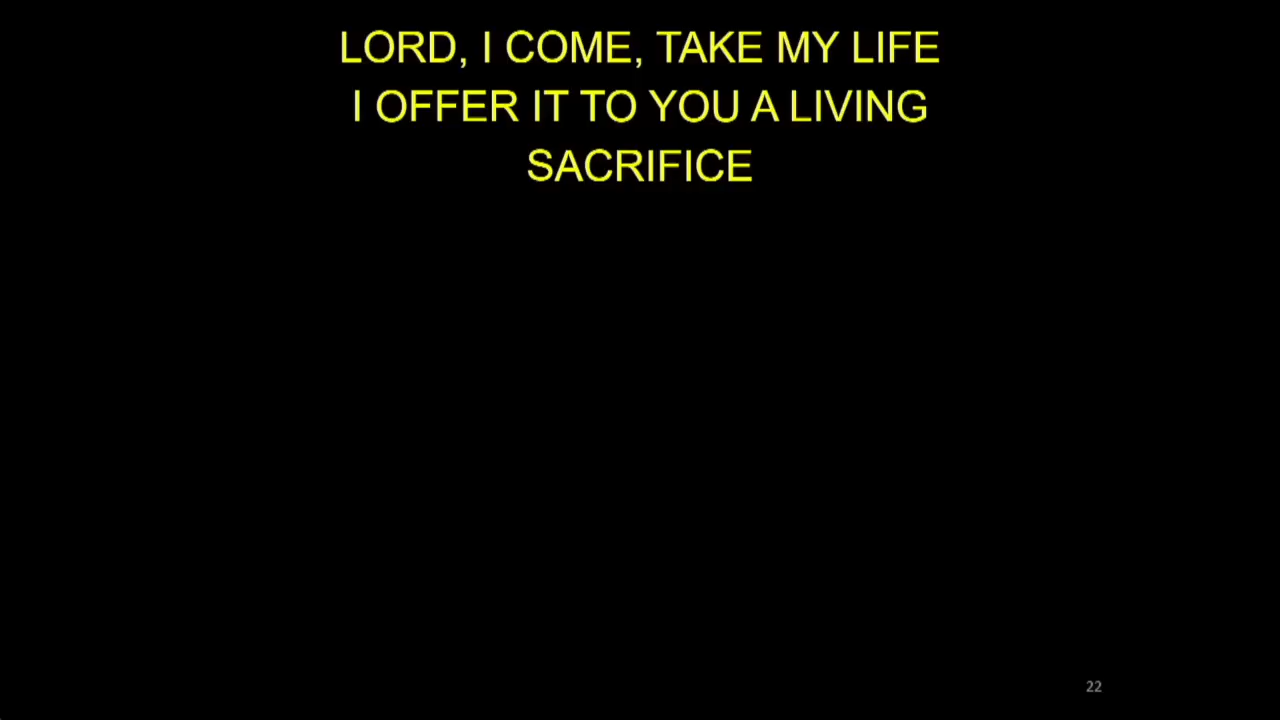 LORD, I COME, TAKE MY LIFE
I OFFER IT TO YOU A LIVING
SACRIFICE
22